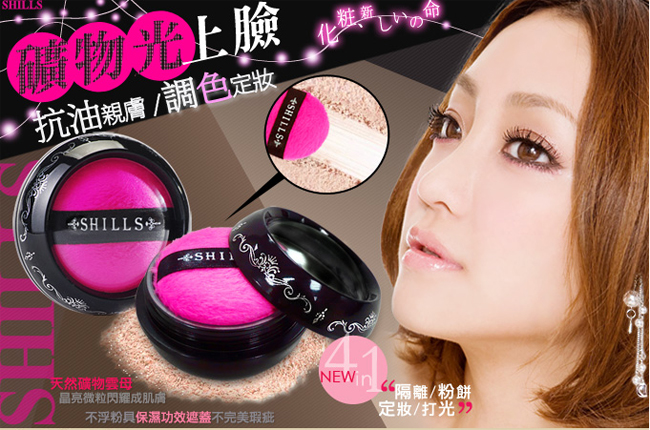 SHILLS
礦物光上臉
化粧、新しいの命
抗油親膚/調色定妝
SHILLS
SHILLS
SHILLS
SHILLS
4in1
NEW
“隔離/粉餅
定妝/打光”
天然礦物雲母
晶亮微粒閃耀成肌膚
不浮粉具保濕功效遮蓋不完美瑕疵